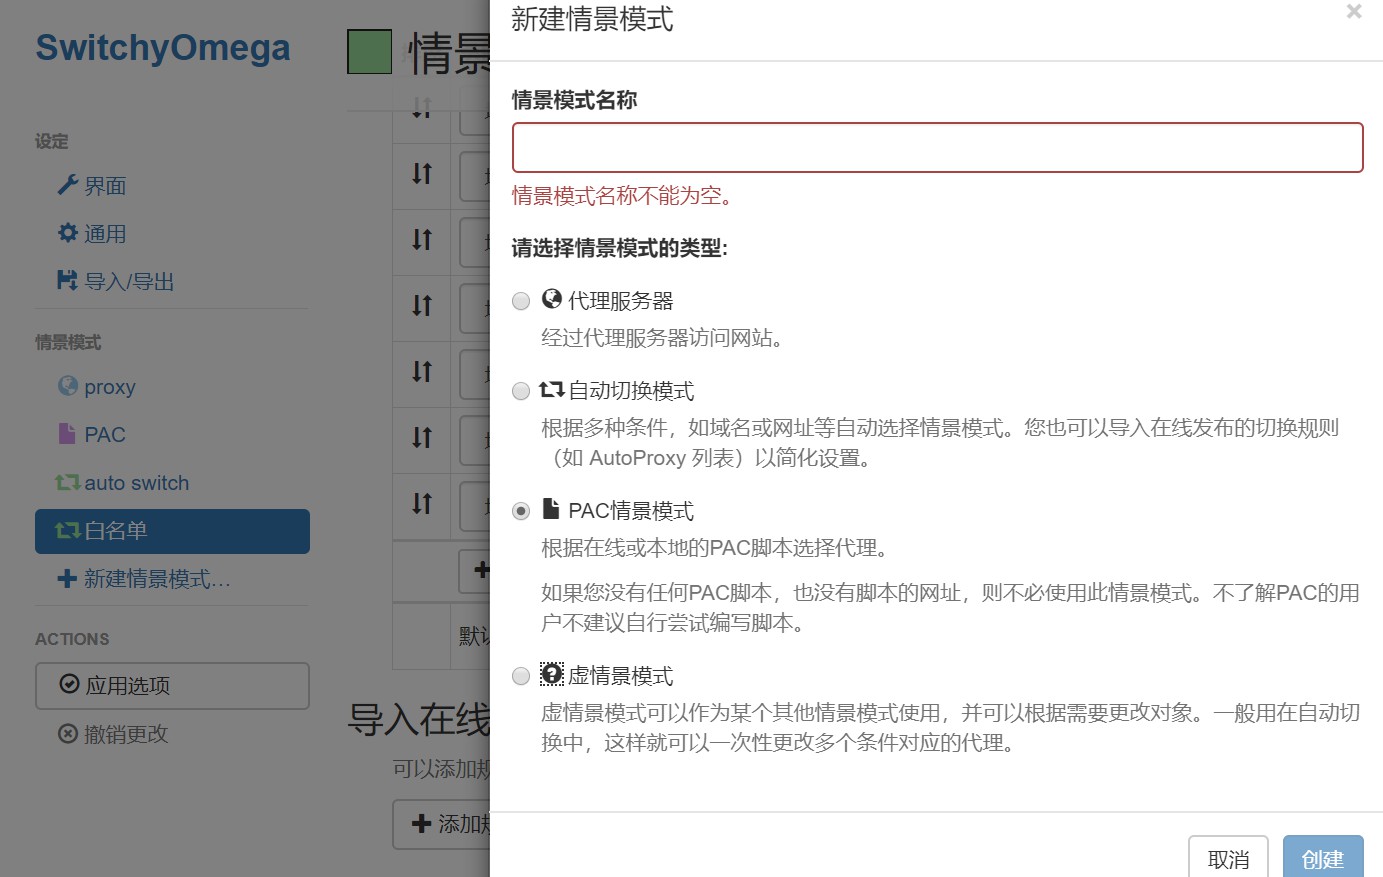 SwitchyOmega
设定
界面
通用
导入/导出
情景模式
proxy
PAC
auto switch
白名单
新建情景模式…
ACTIONS
应用选项
撤销更改
情景
默认
导入在线
可以添加规
添加规
新建情景模式
×
情景模式名称
情景模式名称不能为空。
请选择情景模式的类型:
代理服务器
经过代理服务器访问网站。
自动切换模式
根据多种条件，如域名或网址等自动选择情景模式。您也可以导入在线发布的切换规则
（如 AutoProxy 列表）以简化设置。
PAC情景模式
根据在线或本地的PAC脚本选择代理。
如果您没有任何PAC脚本，也没有脚本的网址，则不必使用此情景模式。不了解PAC的用
户不建议自行尝试编写脚本。
虚情景模式
虚情景模式可以作为某个其他情景模式使用，并可以根据需要更改对象。一般用在自动切
换中，这样就可以一次性更改多个条件对应的代理。
取消
创建